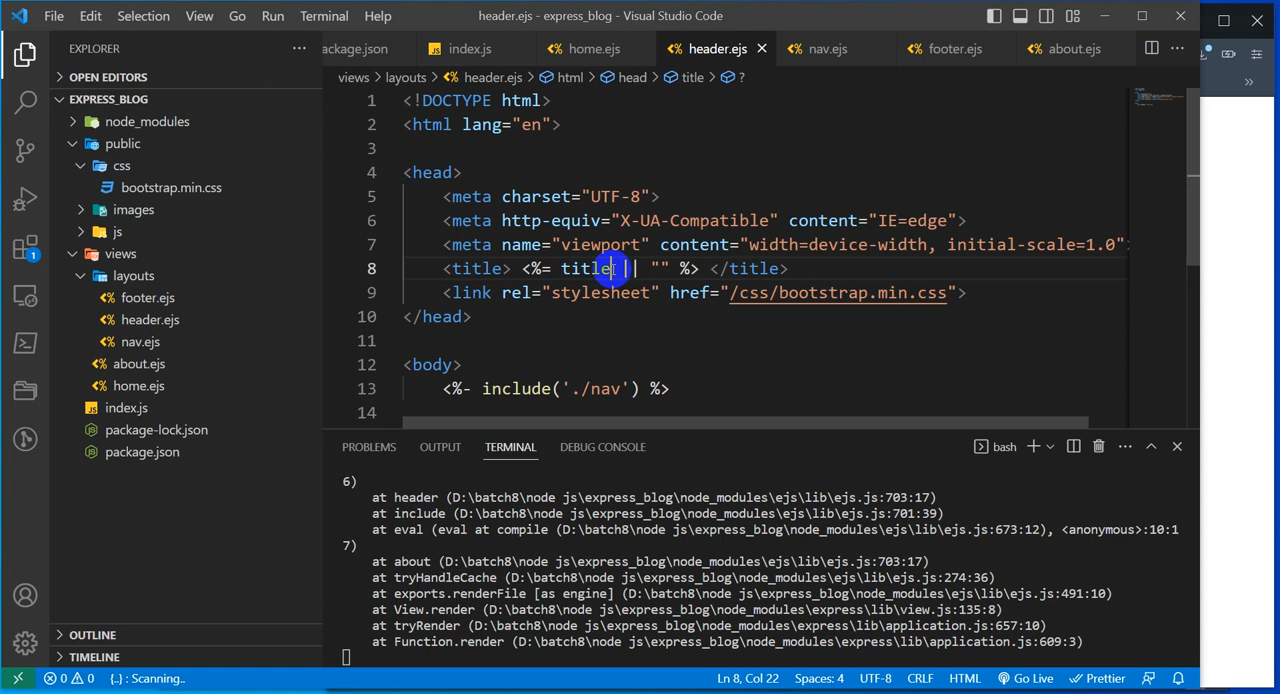 File Edit Selection View Go Run Terminal Help header.ejs - express_blog - Visual Studio Code
EXPLORER
OPEN EDITORS
EXPRESS_BLOG
node_modules
public
css
bootstrap.min.css
images
js
views
layouts
footer.ejs
header.ejs
nav.ejs
about.ejs
home.ejs
index.js
package-lock.json
package.json
OUTLINE
TIMELINE
1
ackage.json index.js home.ejs header.ejs nav.ejs footer.ejs about.ejs
views > layouts > header.ejs > html > head > title > ?
1 <!DOCTYPE html>
2 <html lang="en">
3
4 <head>
5 <meta charset="UTF-8">
6 <meta http-equiv="X-UA-Compatible" content="IE=edge">
7 <meta name="viewport" content="width=device-width, initial-scale=1.0">
8 <title> <%= title || "" %> </title>
9 <link rel="stylesheet" href="/css/bootstrap.min.css">
10 </head>
11
12 <body>
13 <%- include('./nav') %>
14
PROBLEMS OUTPUT TERMINAL DEBUG CONSOLE bash
6)
at header (D:\batch8\node js\express_blog\node_modules\ejs\lib\ejs.js:703:17)
at include (D:\batch8\node js\express_blog\node_modules\ejs\lib\ejs.js:701:39)
at eval (eval at compile (D:\batch8\node js\express_blog\node_modules\ejs\lib\ejs.js:673:12), <anonymous>:10:1
7)
at about (D:\batch8\node js\express_blog\node_modules\ejs\lib\ejs.js:703:17)
at tryHandleCache (D:\batch8\node js\express_blog\node_modules\ejs\lib\ejs.js:274:36)
at exports.renderFile [as engine] (D:\batch8\node js\express_blog\node_modules\ejs\lib\ejs.js:491:10)
at View.render (D:\batch8\node js\express_blog\node_modules\express\lib\view.js:135:8)
at tryRender (D:\batch8\node js\express_blog\node_modules\express\lib\application.js:657:10)
at Function.render (D:\batch8\node js\express_blog\node_modules\express\lib\application.js:609:3)
0 0 {..} : Scanning.. Ln 8, Col 22 Spaces: 4 UTF-8 CRLF HTML Go Live Prettier